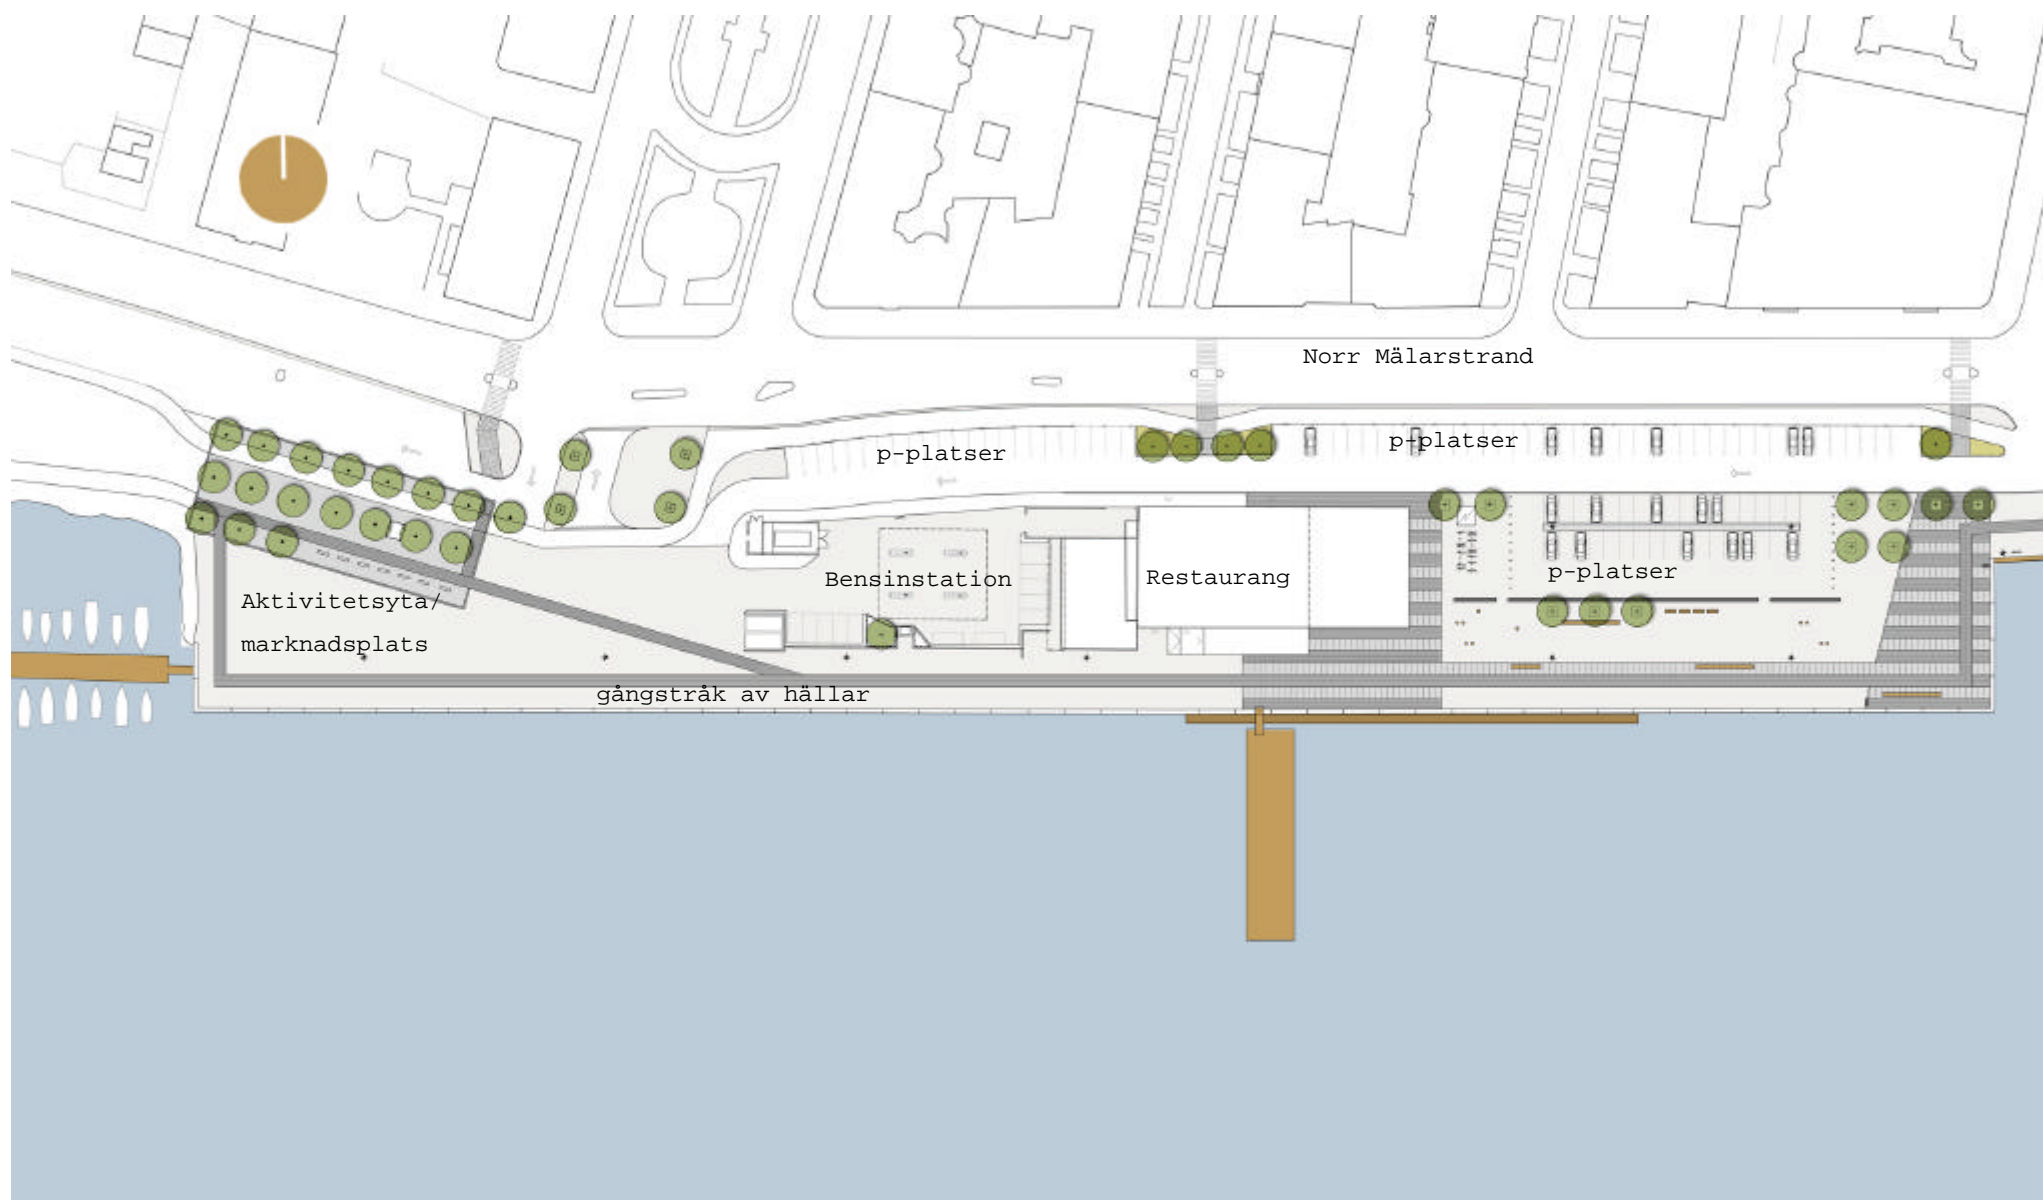 Norr Mälarstrand
p-platser
p-platser
Bensinstation
Restaurang
p-platser
Aktivitetsyta/
marknadsplats
gångstråk av hällar